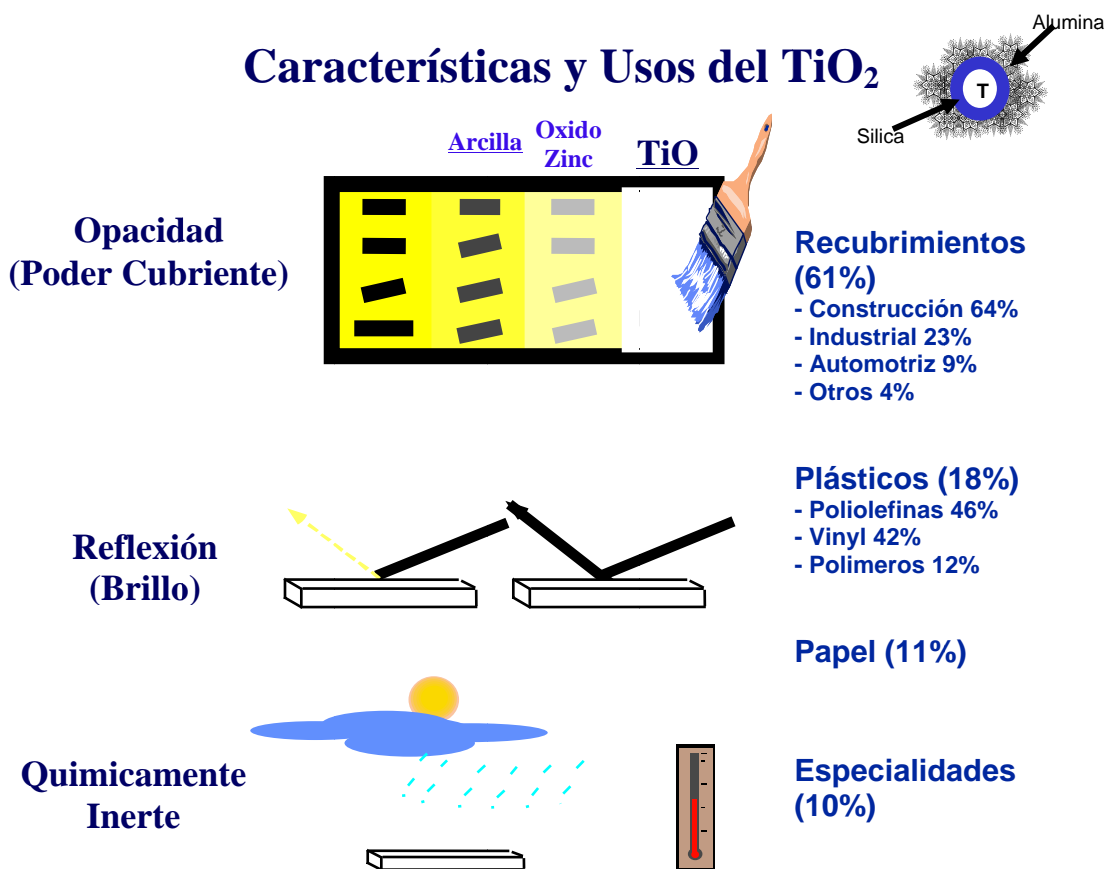 Alumina
Características y Usos del TiO2
T
Silica
Arcilla
Oxido
Zinc
TiO
Opacidad
(Poder Cubriente)
Recubrimientos
(61%)
- Construcción 64%
- Industrial 23%
- Automotriz 9%
- Otros 4%
Plásticos (18%)
- Poliolefinas 46%
- Vinyl 42%
- Polimeros 12%
Reflexión
(Brillo)
Papel (11%)
Quimicamente
Inerte
Especialidades
(10%)